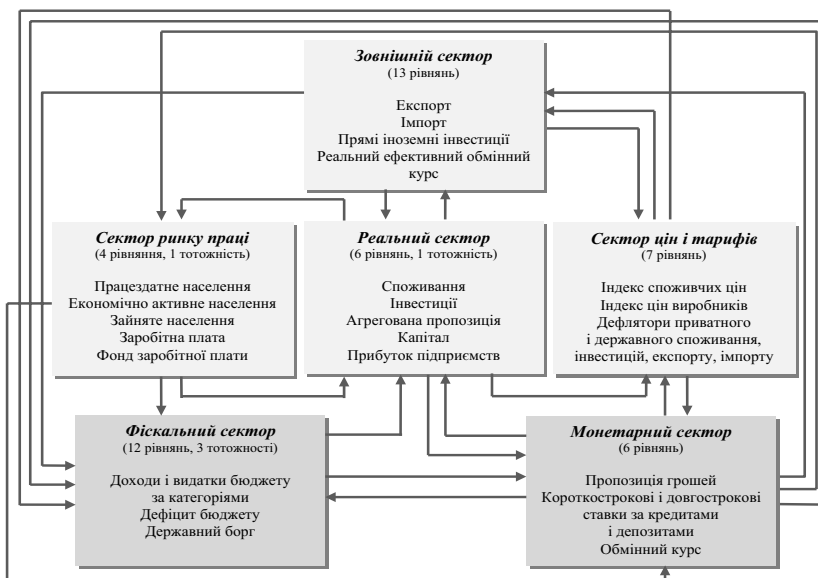 Зовнішній сектор
(13 рівнянь)
Експорт
Імпорт
Прямі іноземні інвестиції
Реальний ефективний обмінний
курс
Сектор ринку праці
(4 рівняння, 1 тотожність)
Працездатне населення
Економічно активне населення
Зайняте населення
Заробітна плата
Фонд заробітної плати
Реальний сектор
(6 рівнянь, 1 тотожність)
Споживання
Інвестиції
Агрегована пропозиція
Капітал
Прибуток підприємств
Сектор цін і тарифів
(7 рівнянь)
Індекс споживчих цін
Індекс цін виробників
Дефлятори приватного
і державного споживання,
інвестицій, експорту, імпорту
Фіскальний сектор
(12 рівнянь, 3 тотожності)
Доходи і видатки бюджету
за категоріями
Дефіцит бюджету
Державний борг
Монетарний сектор
(6 рівнянь)
Пропозиція грошей
Короткострокові і довгострокові
ставки за кредитами
і депозитами
Обмінний курс